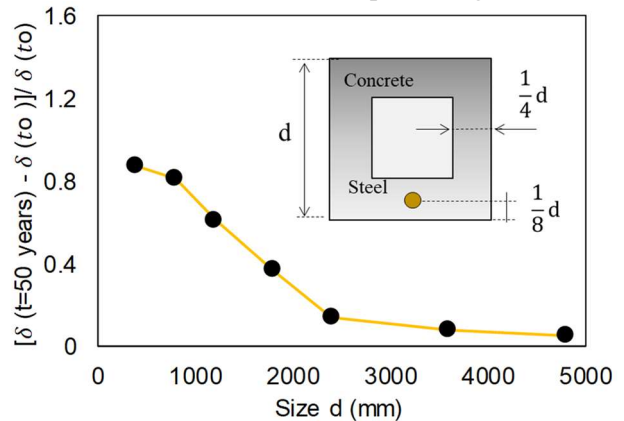 [δ (t=50 years) - δ (to )]/ δ (to)
1.6
1.2
0.8
0.4
0
0
1000
2000
3000
4000
5000
Size d (mm)
Concrete
Steel
d
1/4 d
1/8 d